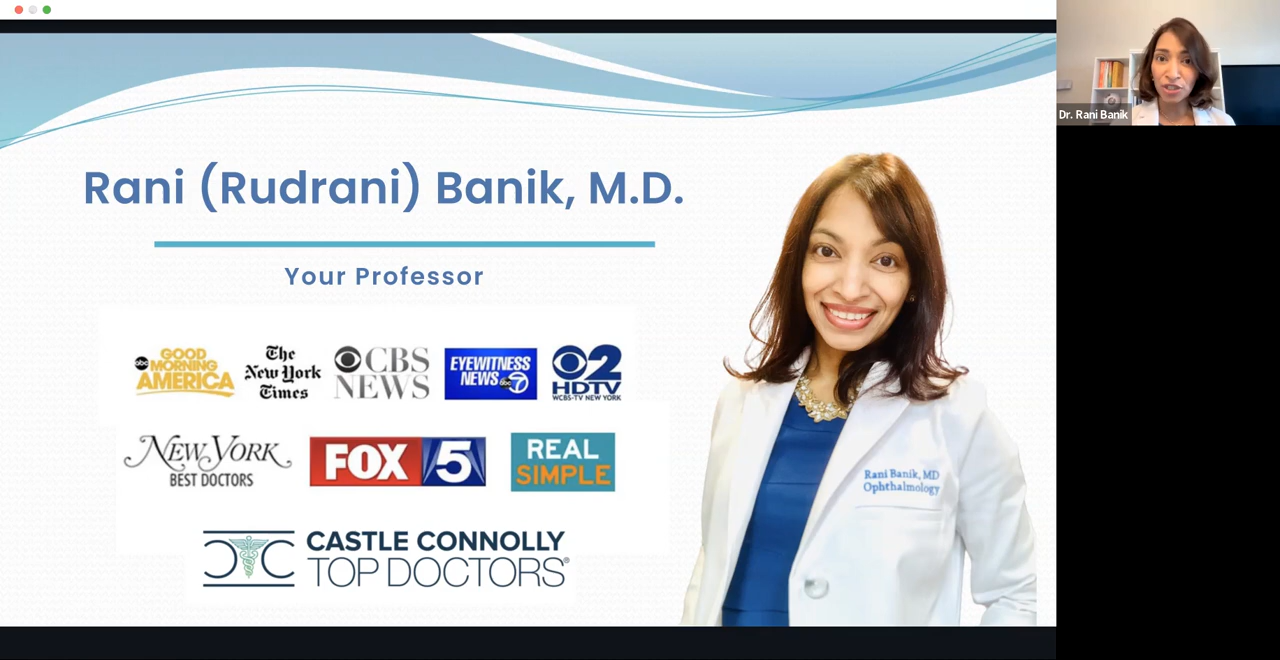 Rani (Rudrani) Banik, M.D.
Your Professor
abc GOOD MORNING AMERICA
The New York Times
CBS NEWS
EYEWITNESS NEWS abc 7
2 HDTV
WCBS-TV NEW YORK
NEW YORK
BEST DOCTORS
FOX 5
REAL SIMPLE
CASTLE CONNOLLY
TOP DOCTORS®
Rani Banik, MD
Ophthalmology
Dr. Rani Banik